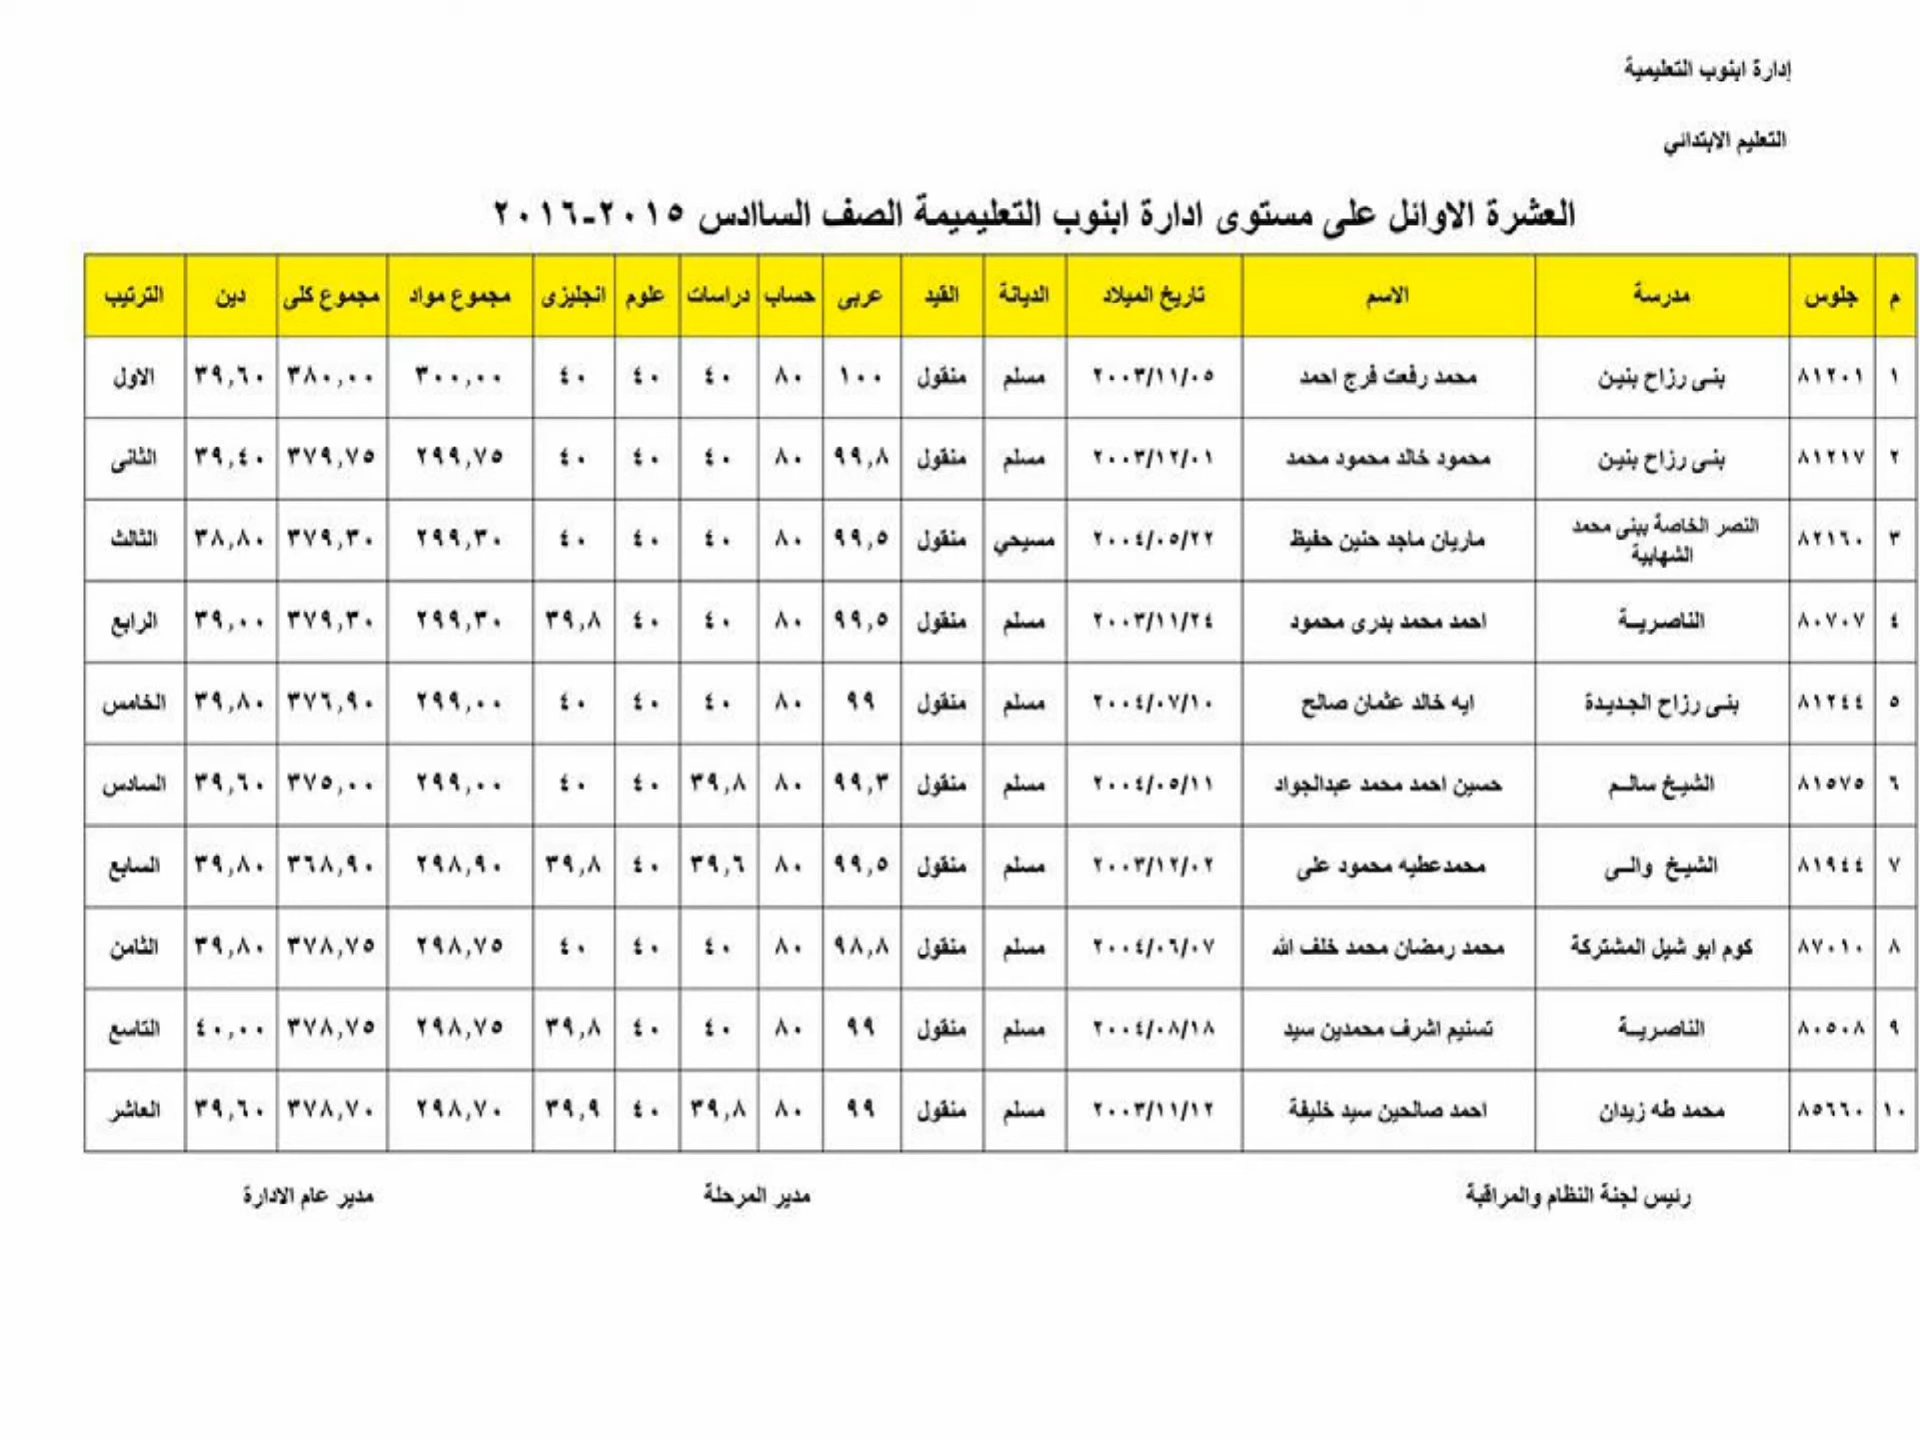 إدارة ابنوب التعليمية
التعليم الابتدائي
العشرة الاوائل على مستوى ادارة ابنوب التعليميمة الصف الساادس ٢٠١٥-٢٠١٦
م جلوس مدرسة الاسم تاريخ الميلاد الديانة القيد عربى حساب دراسات علوم انجليزى مجموع مواد مجموع كلى دين الترتيب
١ ٨١٢٠١ بنى رزاح بنين محمد رفعت فرج احمد ٢٠٠٣/١١/٠٥ مسلم منقول ١٠٠ ٨٠ ٤٠ ٤٠ ٤٠ ٣٠٠,٠٠ ٣٨٠,٠٠ ٣٩,٦٠ الاول
٢ ٨١٢١٧ بنى رزاح بنين محمود خالد محمود محمد ٢٠٠٣/١٢/٠١ مسلم منقول ٩٩,٨ ٨٠ ٤٠ ٤٠ ٤٠ ٢٩٩,٧٥ ٣٧٩,٧٥ ٣٩,٤٠ الثانى
٣ ٨٢١٦٠ النصر الخاصة ببنى محمد الشهابية ماريان ماجد حنين حفيظ ٢٠٠٤/٠٥/٢٢ مسيحي منقول ٩٩,٥ ٨٠ ٤٠ ٤٠ ٤٠ ٢٩٩,٣٠ ٣٧٩,٣٠ ٣٨,٨٠ الثالث
٤ ٨٠٧٠٧ الناصريـة احمد محمد بدرى محمود ٢٠٠٣/١١/٢٤ مسلم منقول ٩٩,٥ ٨٠ ٤٠ ٤٠ ٣٩,٨ ٢٩٩,٣٠ ٣٧٩,٣٠ ٣٩,٠٠ الرابع
٥ ٨١٢٤٤ بنى رزاح الجديدة ايه خالد عثمان صالح ٢٠٠٤/٠٧/١٠ مسلم منقول ٩٩ ٨٠ ٤٠ ٤٠ ٤٠ ٢٩٩,٠٠ ٣٧٦,٩٠ ٣٩,٨٠ الخامس
٦ ٨١٥٧٥ الشيخ سالـم حسين احمد محمد عبدالجواد ٢٠٠٤/٠٥/١١ مسلم منقول ٩٩,٣ ٨٠ ٣٩,٨ ٤٠ ٤٠ ٢٩٩,٠٠ ٣٧٥,٠٠ ٣٩,٦٠ السادس
٧ ٨١٩٤٤ الشيخ والـى محمدعطيه محمود على ٢٠٠٣/١٢/٠٢ مسلم منقول ٩٩,٥ ٨٠ ٣٩,٦ ٤٠ ٣٩,٨ ٢٩٨,٩٠ ٣٦٨,٩٠ ٣٩,٨٠ السابع
٨ ٨٧٠١٠ كوم ابو شيل المشتركة محمد رمضان محمد خلف الله ٢٠٠٤/٠٦/٠٧ مسلم منقول ٩٨,٨ ٨٠ ٤٠ ٤٠ ٤٠ ٢٩٨,٧٥ ٣٧٨,٧٥ ٣٩,٨٠ الثامن
٩ ٨٠٥٠٨ الناصريـة تسنيم اشرف محمدين سيد ٢٠٠٤/٠٨/١٨ مسلم منقول ٩٩ ٨٠ ٤٠ ٤٠ ٣٩,٨ ٢٩٨,٧٥ ٣٧٨,٧٥ ٤٠,٠٠ التاسع
١٠ ٨٥٦٦٠ محمد طه زيدان احمد صالحين سيد خليفة ٢٠٠٣/١١/١٢ مسلم منقول ٩٩ ٨٠ ٣٩,٨ ٤٠ ٣٩,٩ ٢٩٨,٧٠ ٣٧٨,٧٠ ٣٩,٦٠ العاشر
رئيس لجنة النظام والمراقبة مدير المرحلة مدير عام الادارة